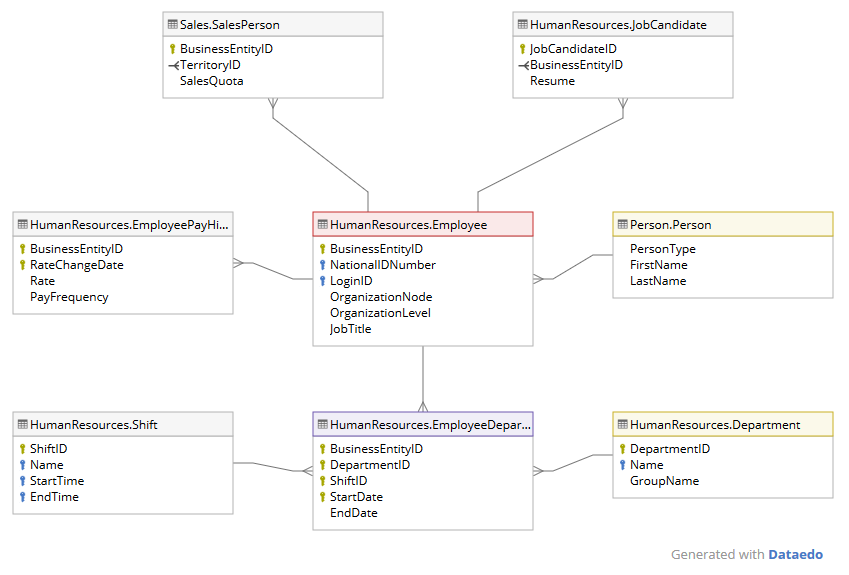 Sales.SalesPerson
BusinessEntityID
TerritoryID
SalesQuota
HumanResources.JobCandidate
JobCandidateID
BusinessEntityID
Resume
HumanResources.EmployeePayHi...
BusinessEntityID
RateChangeDate
Rate
PayFrequency
HumanResources.Employee
BusinessEntityID
NationalIDNumber
LoginID
OrganizationNode
OrganizationLevel
JobTitle
Person.Person
PersonType
FirstName
LastName
HumanResources.Shift
ShiftID
Name
StartTime
EndTime
HumanResources.EmployeeDepar...
BusinessEntityID
DepartmentID
ShiftID
StartDate
EndDate
HumanResources.Department
DepartmentID
Name
GroupName
Generated with Dataedo